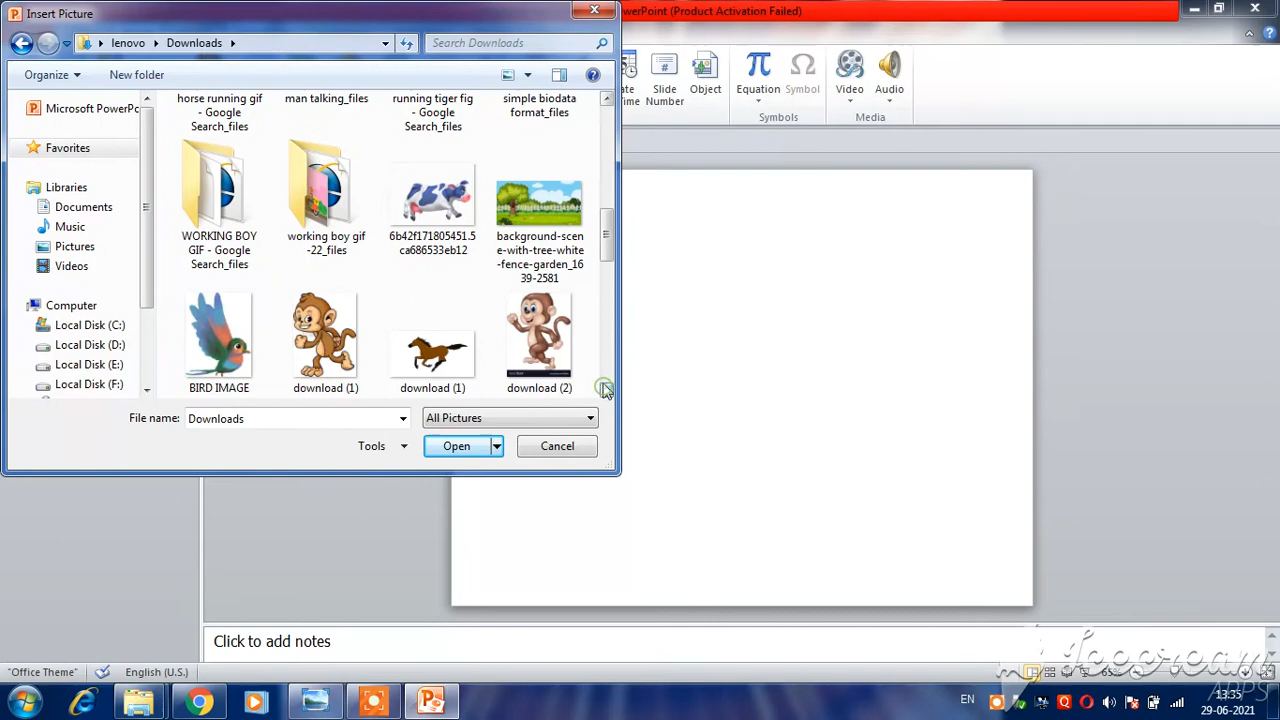 Insert Picture
PowerPoint (Product Activation Failed)
lenovo
Downloads
Search Downloads
Organize
New folder
Slide
Number
Object
Equation
Symbol
Video
Audio
Symbols
Media
Favorites
Libraries
Documents
Music
Pictures
Videos
Computer
Local Disk (C:)
Local Disk (D:)
Local Disk (E:)
Local Disk (F:)
horse running gif
- Google
Search_files
man talking_files
running tiger fig
- Google
Search_files
simple biodata
format_files
WORKING BOY
GIF - Google
Search_files
working boy gif
-22_files
6b42f171805451.5
ca686533eb12
background-scen
e-with-tree-white
-fence-garden_16
39-2581
BIRD IMAGE
download (1)
download (1)
download (2)
File name:
Downloads
All Pictures
Tools
Open
Cancel
Click to add notes
"Office Theme"
English (U.S.)
EN
13:35
29-06-2021
APPS